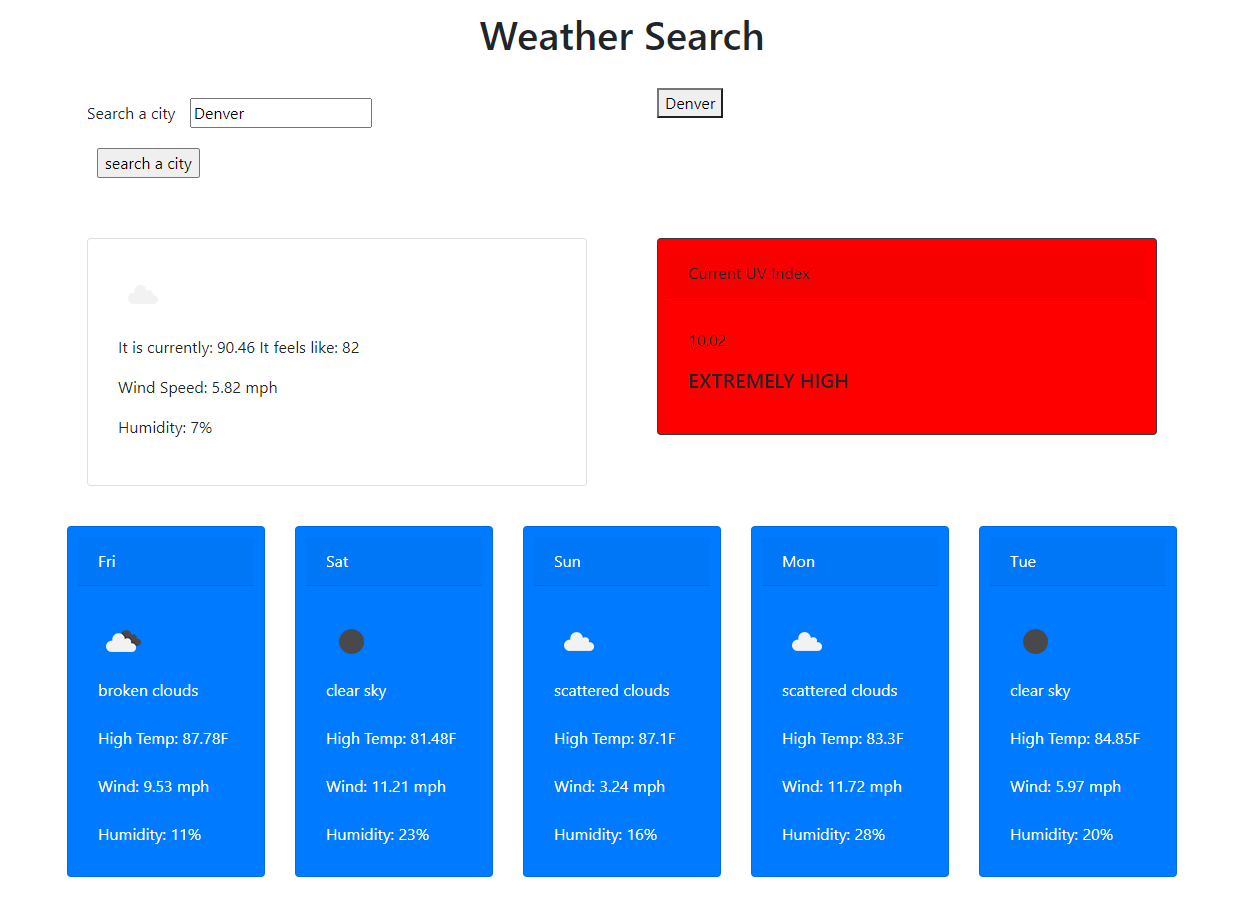 Weather Search
Search a city Denver
search a city
Denver
It is currently: 90.46 It feels like: 82
Wind Speed: 5.82 mph
Humidity: 7%
Current UV Index
10.02
EXTREMELY HIGH
Fri
broken clouds
High Temp: 87.78F
Wind: 9.53 mph
Humidity: 11%
Sat
clear sky
High Temp: 81.48F
Wind: 11.21 mph
Humidity: 23%
Sun
scattered clouds
High Temp: 87.1F
Wind: 3.24 mph
Humidity: 16%
Mon
scattered clouds
High Temp: 83.3F
Wind: 11.72 mph
Humidity: 28%
Tue
clear sky
High Temp: 84.85F
Wind: 5.97 mph
Humidity: 20%